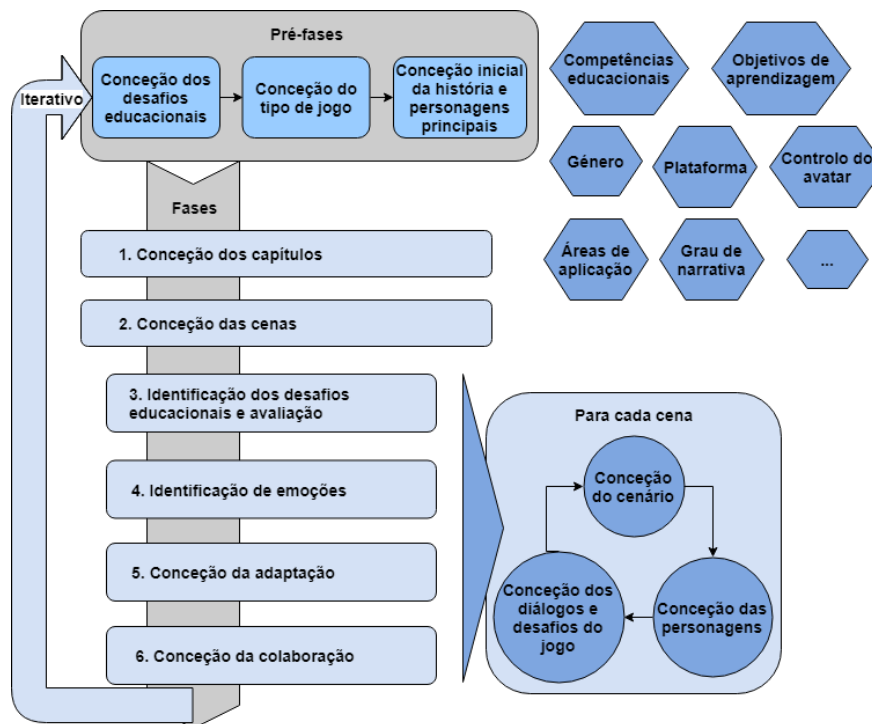 Pré-fases
Iterativo
Conceção dos
desafios
educacionais
Conceção do
tipo de jogo
Conceção inicial
da história e
personagens
principais
Competências
educacionais
Objetivos de
aprendizagem
Género
Plataforma
Controlo do
avatar
Áreas de
aplicação
Grau de
narrativa
...
Fases
1. Conceção dos capítulos
2. Conceção das cenas
3. Identificação dos desafios
educacionais e avaliação
4. Identificação de emoções
5. Conceção da adaptação
6. Conceção da colaboração
Para cada cena
Conceção
do cenário
Conceção dos
diálogos e
desafios do
jogo
Conceção das
personagens